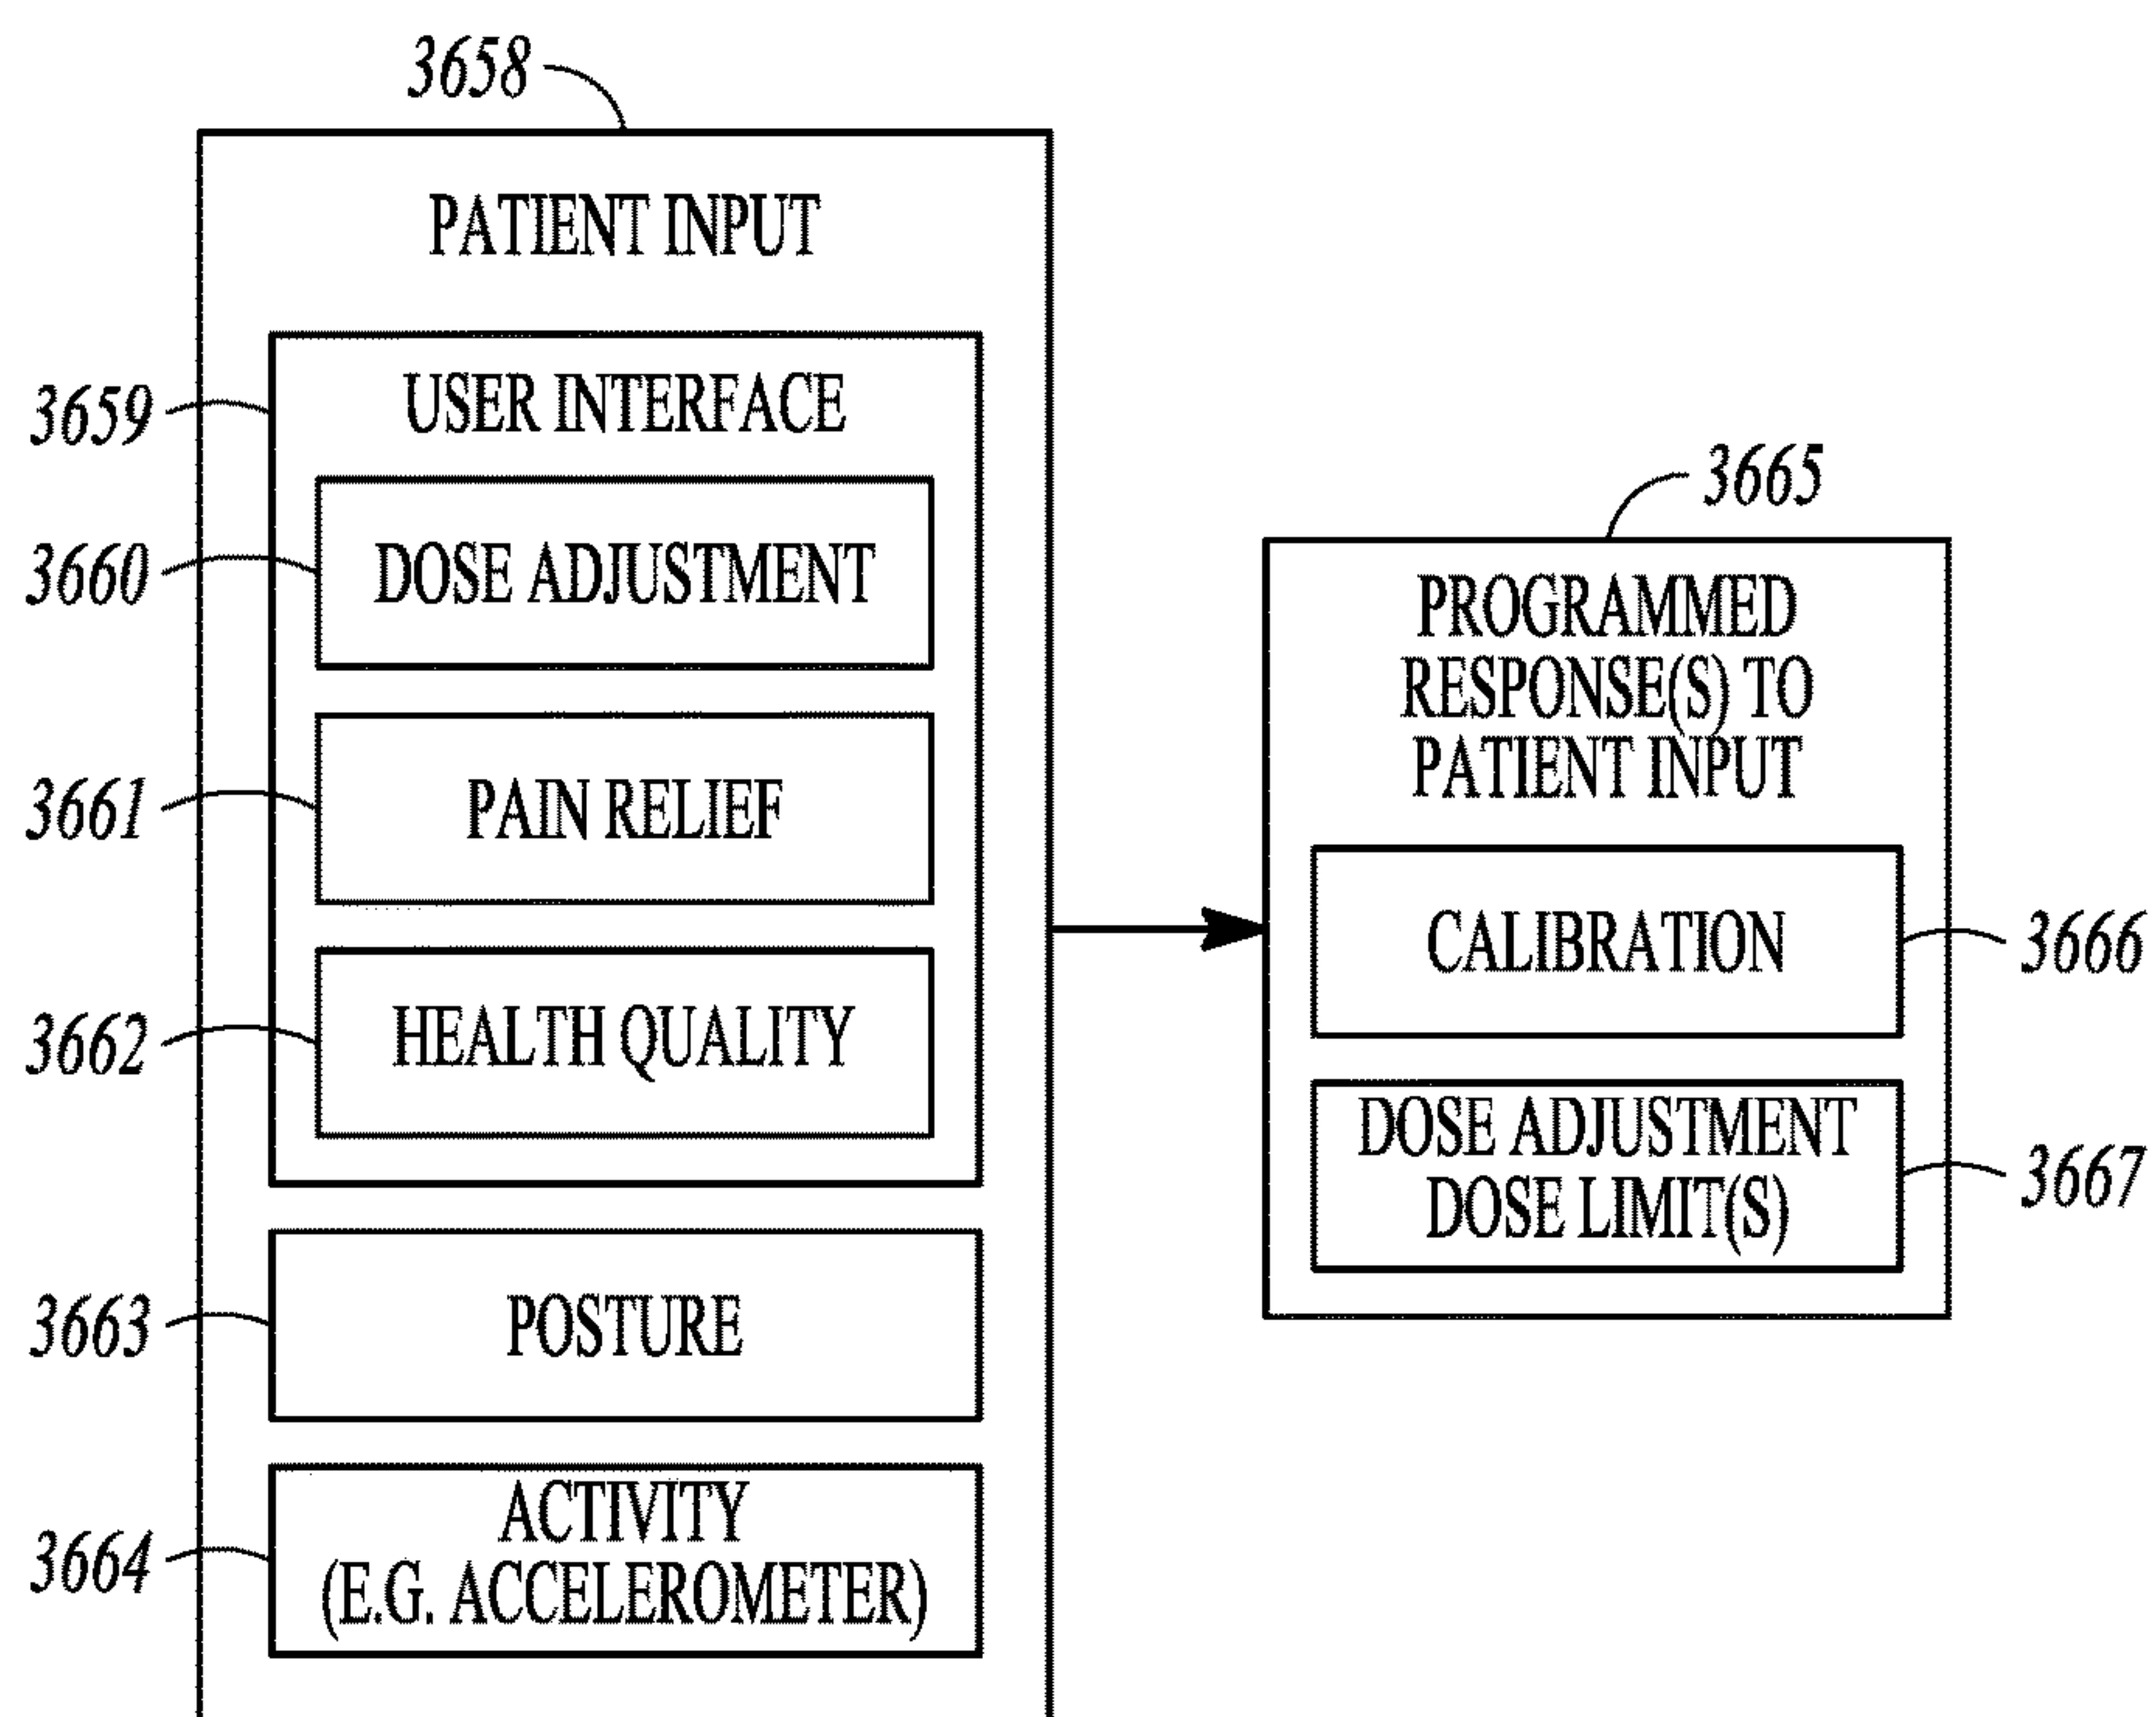 3658
PATIENT INPUT
3659
USER INTERFACE
3660
DOSE ADJUSTMENT
3661
PAIN RELIEF
3662
HEALTH QUALITY
3663
POSTURE
3664
ACTIVITY
(E.G. ACCELEROMETER)
3665
PROGRAMMED
RESPONSE(S) TO
PATIENT INPUT
CALIBRATION
3666
DOSE ADJUSTMENT
DOSE LIMIT(S)
3667